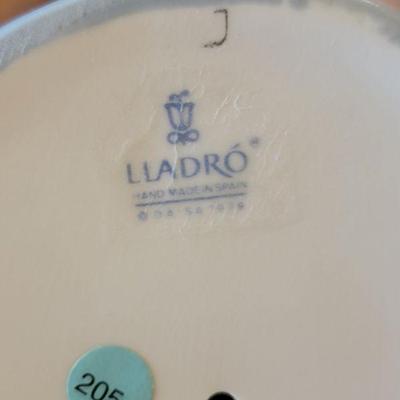 J
LLADRÓ®
HAND MADE IN SPAIN
205